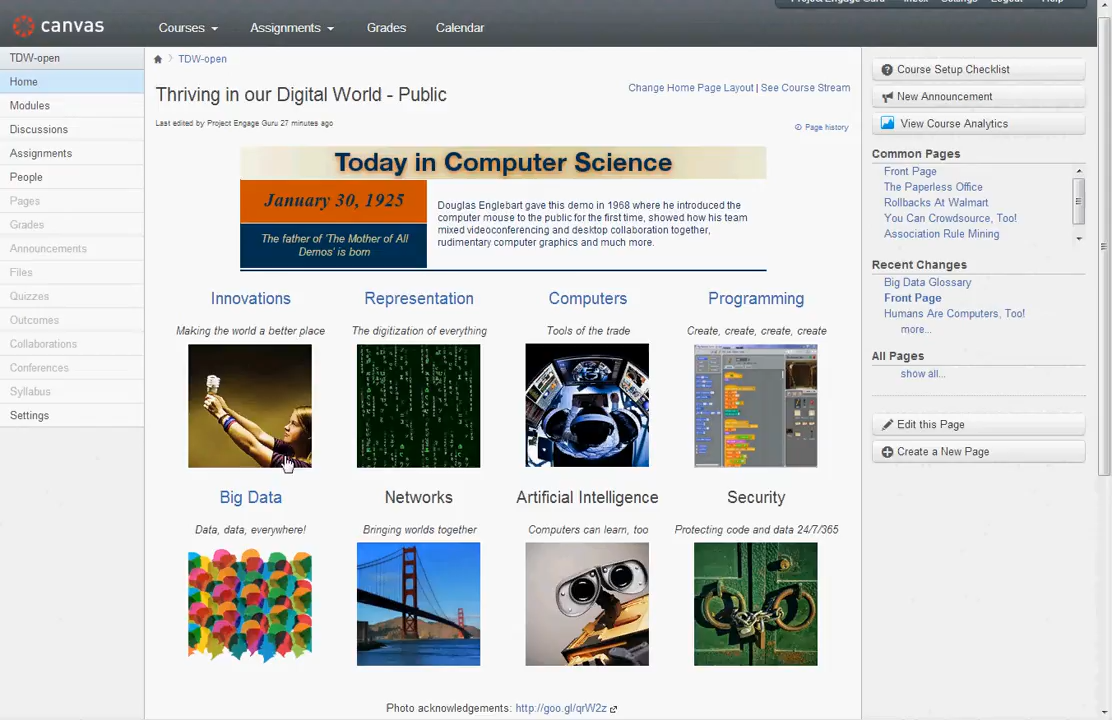 Project Engage Guru Inbox Settings Logout Help
canvas Courses Assignments Grades Calendar
TDW-open
Home
Modules
Discussions
Assignments
People
Pages
Grades
Announcements
Files
Quizzes
Outcomes
Collaborations
Conferences
Syllabus
Settings
TDW-open
Thriving in our Digital World - Public
Change Home Page Layout | See Course Stream
Last edited by Project Engage Guru 27 minutes ago
Page history
Today in Computer Science
January 30, 1925
The father of 'The Mother of All
Demos' is born
Douglas Englebart gave this demo in 1968 where he introduced the
computer mouse to the public for the first time, showed how his team
mixed videoconferencing and desktop collaboration together,
rudimentary computer graphics and much more.
Innovations Representation Computers Programming
Making the world a better place The digitization of everything Tools of the trade Create, create, create, create
Big Data Networks Artificial Intelligence Security
Data, data, everywhere! Bringing worlds together Computers can learn, too Protecting code and data 24/7/365
Photo acknowledgements: http://goo.gl/qrW2z
Course Setup Checklist
New Announcement
View Course Analytics
Common Pages
Front Page
The Paperless Office
Rollbacks At Walmart
You Can Crowdsource, Too!
Association Rule Mining
Recent Changes
Big Data Glossary
Front Page
Humans Are Computers, Too!
more...
All Pages
show all...
Edit this Page
Create a New Page